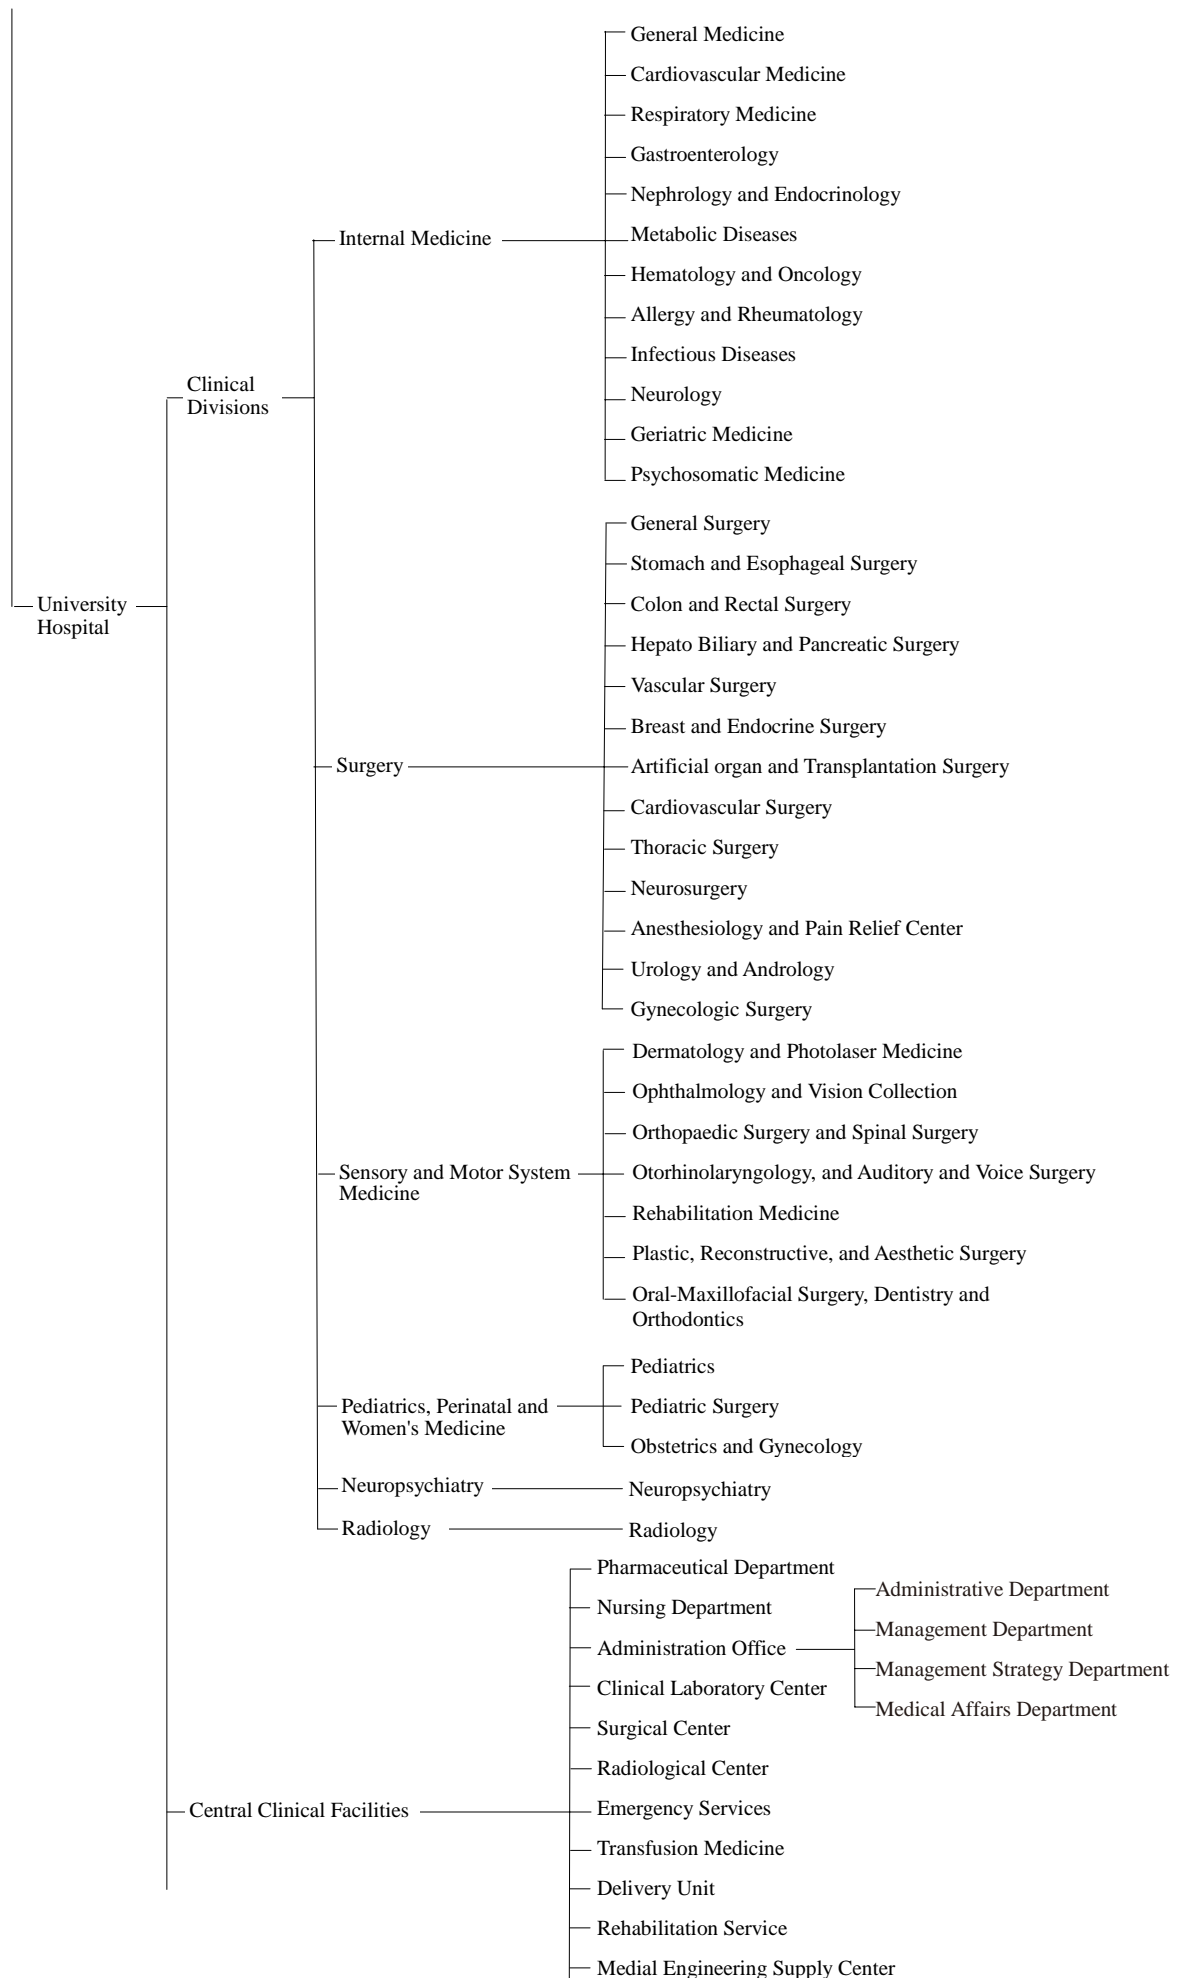 University
Hospital
Clinical
Divisions
Internal Medicine
General Medicine
Cardiovascular Medicine
Respiratory Medicine
Gastroenterology
Nephrology and Endocrinology
Metabolic Diseases
Hematology and Oncology
Allergy and Rheumatology
Infectious Diseases
Neurology
Geriatric Medicine
Psychosomatic Medicine
Surgery
General Surgery
Stomach and Esophageal Surgery
Colon and Rectal Surgery
Hepato Biliary and Pancreatic Surgery
Vascular Surgery
Breast and Endocrine Surgery
Artificial organ and Transplantation Surgery
Cardiovascular Surgery
Thoracic Surgery
Neurosurgery
Anesthesiology and Pain Relief Center
Urology and Andrology
Gynecologic Surgery
Sensory and Motor System
Medicine
Dermatology and Photolaser Medicine
Ophthalmology and Vision Collection
Orthopaedic Surgery and Spinal Surgery
Otorhinolaryngology, and Auditory and Voice Surgery
Rehabilitation Medicine
Plastic, Reconstructive, and Aesthetic Surgery
Oral-Maxillofacial Surgery, Dentistry and
Orthodontics
Pediatrics, Perinatal and
Women's Medicine
Pediatrics
Pediatric Surgery
Obstetrics and Gynecology
Neuropsychiatry
Neuropsychiatry
Radiology
Radiology
Central Clinical Facilities
Pharmaceutical Department
Nursing Department
Administration Office
Administrative Department
Management Department
Management Strategy Department
Medical Affairs Department
Clinical Laboratory Center
Surgical Center
Radiological Center
Emergency Services
Transfusion Medicine
Delivery Unit
Rehabilitation Service
Medial Engineering Supply Center